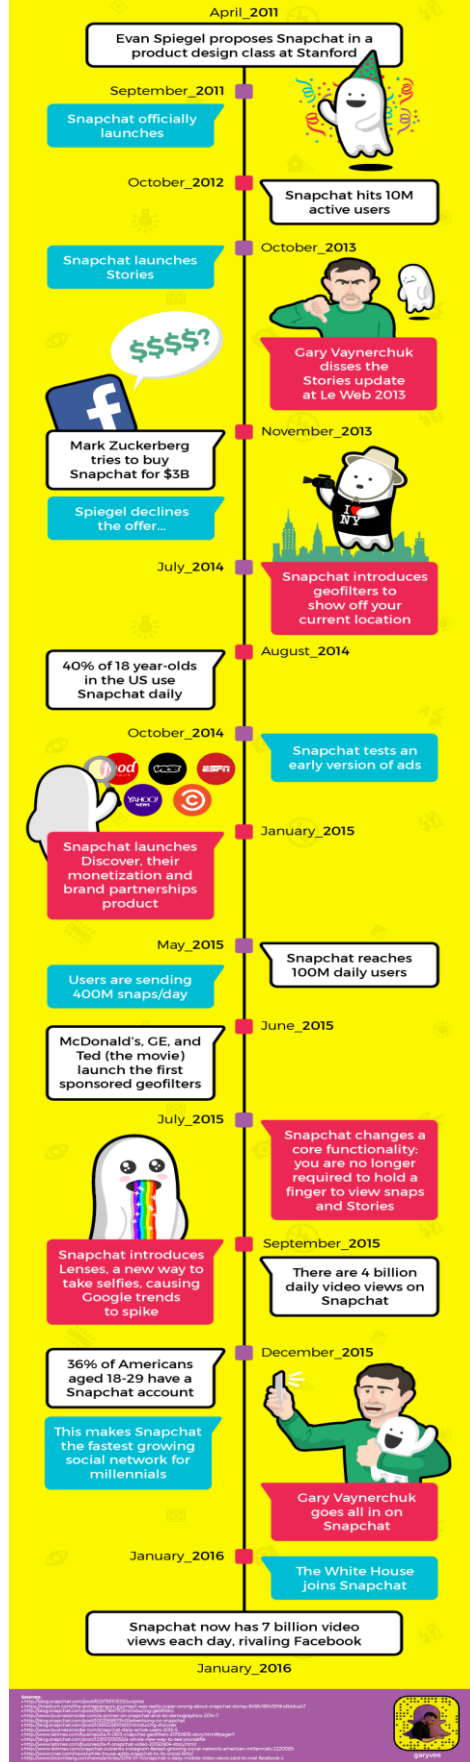 April_2011
Evan Spiegel proposes Snapchat in a
product design class at Stanford
September_2011
Snapchat officially
launches
October_2012
Snapchat hits 10M
active users
October_2013
Snapchat launches
Stories
$$$$?
Gary Vaynerchuk
disses the
Stories update
at Le Web 2013
f
November_2013
Mark Zuckerberg
tries to buy
Snapchat for $3B
Spiegel declines
the offer...
I
NY
July_2014
Snapchat introduces
geofilters to
show off your
current location
August_2014
40% of 18 year-olds
in the US use
Snapchat daily
October_2014
Snapchat tests an
early version of ads
food
VICE
ESPN
YAHOO!
NEWS
January_2015
Snapchat launches
Discover, their
monetization and
brand partnerships
product
May_2015
Snapchat reaches
100M daily users
Users are sending
400M snaps/day
June_2015
McDonald's, GE, and
Ted (the movie)
launch the first
sponsored geofilters
July_2015
Snapchat changes a
core functionality:
you are no longer
required to hold a
finger to view snaps
and Stories
September_2015
Snapchat introduces
Lenses, a new way to
take selfies, causing
Google trends
to spike
There are 4 billion
daily video views on
Snapchat
December_2015
36% of Americans
aged 18-29 have a
Snapchat account
This makes Snapchat
the fastest growing
social network for
millennials
Gary Vaynerchuk
goes all in on
Snapchat
January_2016
The White House
joins Snapchat
Snapchat now has 7 billion video
views each day, rivaling Facebook
January_2016
Sources
garyvee